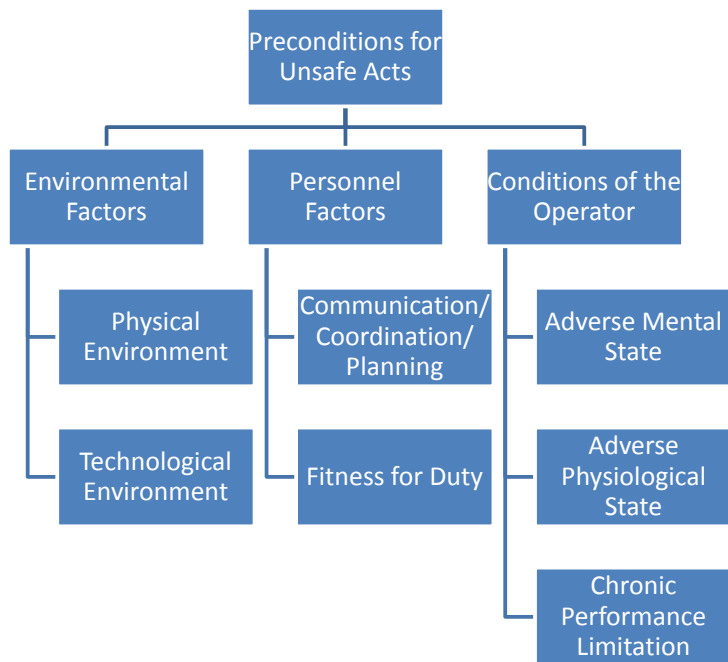 Preconditions for
Unsafe Acts
Environmental
Factors
Personnel
Factors
Conditions of the
Operator
Physical
Environment
Communication/
Coordination/
Planning
Adverse Mental
State
Technological
Environment
Fitness for Duty
Adverse
Physiological
State
Chronic
Performance
Limitation